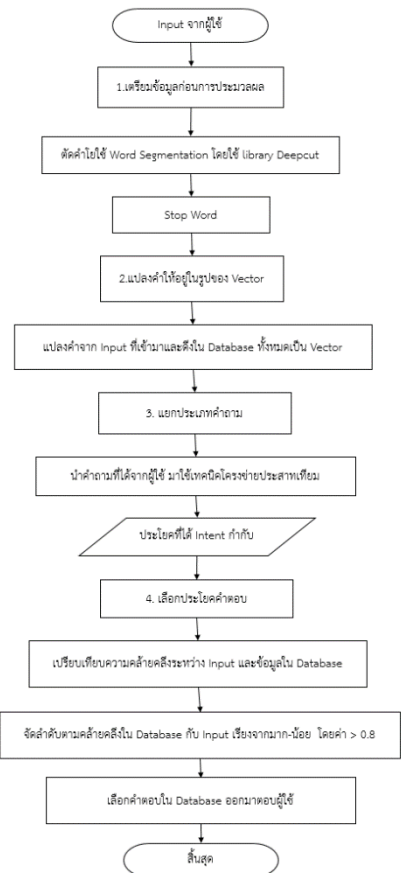 Input จากผู้ใช้
1.เตรียมข้อมูลก่อนการประมวลผล
ตัดคำโยใช้ Word Segmentation โดยใช้ library Deepcut
Stop Word
2.แปลงคำให้อยู่ในรูปของ Vector
แปลงคำจาก Input ที่เข้ามาและดึงใน Database ทั้งหมดเป็น Vector
3. แยกประเภทคำถาม
นำคำถามที่ได้จากผู้ใช้ มาใช้เทคนิคโครงข่ายประสาทเทียม
ประโยคที่ได้ Intent กำกับ
4. เลือกประโยคคำตอบ
เปรียบเทียบความคล้ายคลึงระหว่าง Input และข้อมูลใน Database
จัดลำดับตามคล้ายคลึงใน Database กับ Input เรียงจากมาก-น้อย โดยค่า > 0.8
เลือกคำตอบใน Database ออกมาตอบผู้ใช้
สิ้นสุด